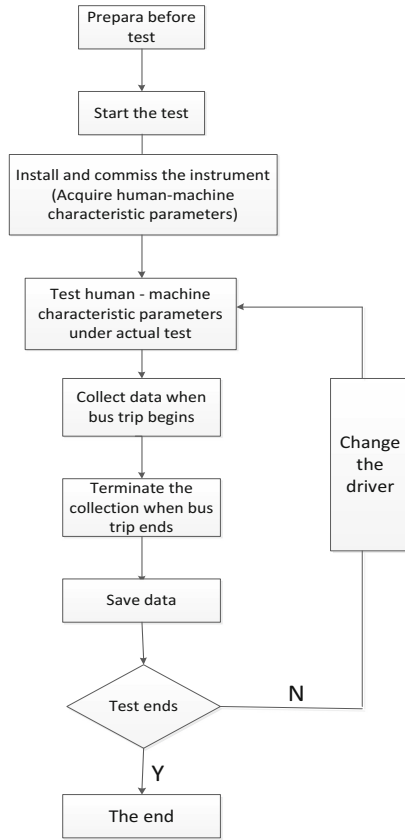 Prepara before
test
Start the test
Install and commiss the instrument
(Acquire human-machine
characteristic parameters)
Test human - machine
characteristic parameters
under actual test
Collect data when
bus trip begins
Change
the
driver
Terminate the
collection when bus
trip ends
Save data
Test ends
N
Y
The end